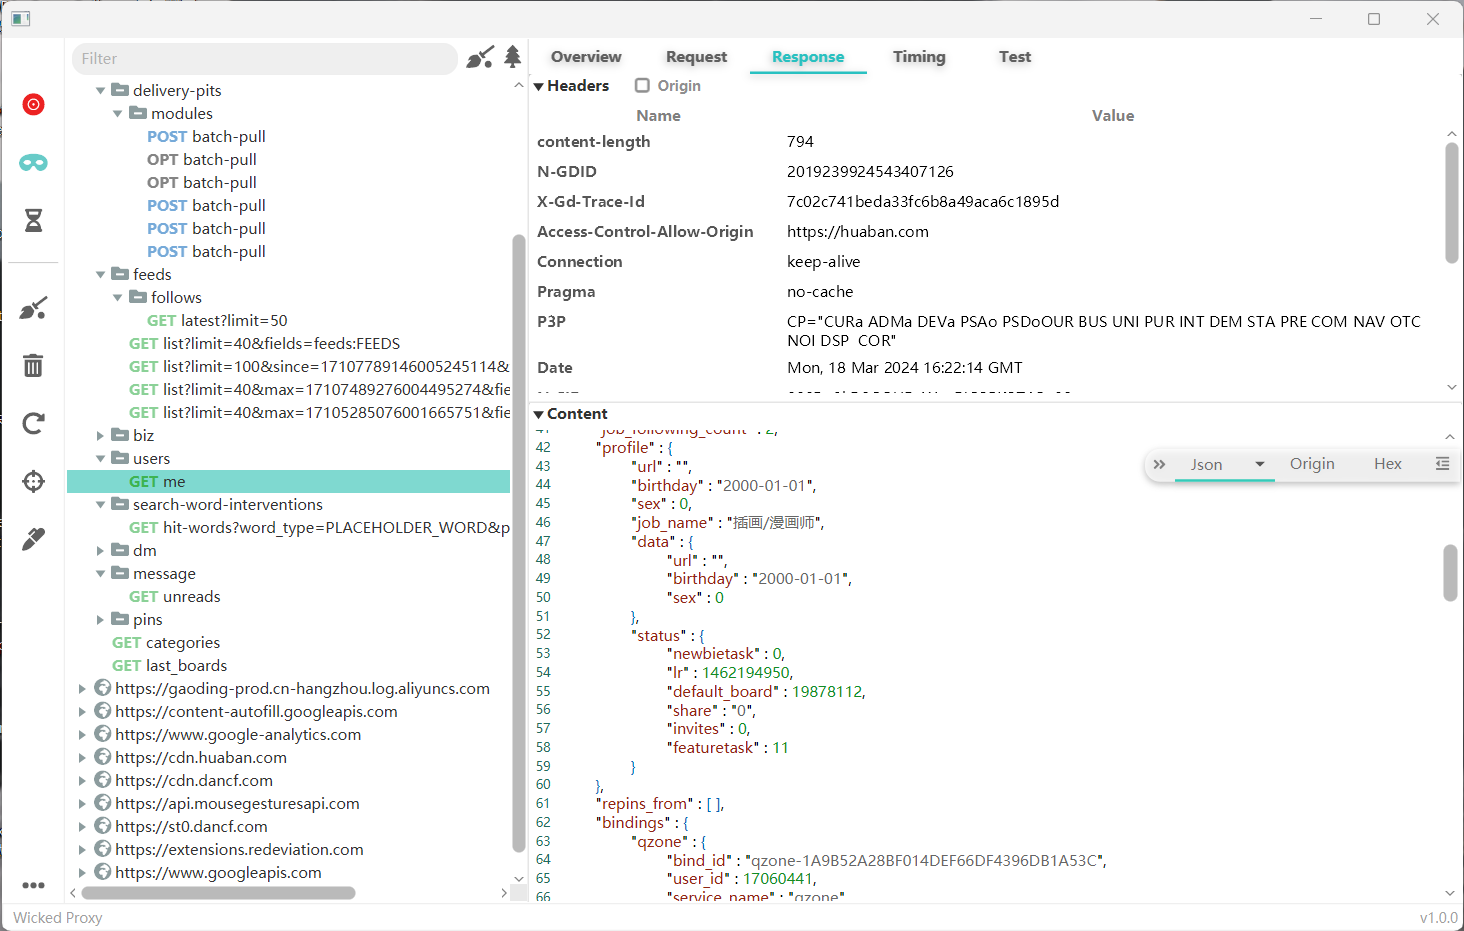 Filter
delivery-pits
modules
POST batch-pull
OPT batch-pull
OPT batch-pull
POST batch-pull
POST batch-pull
POST batch-pull
feeds
follows
GET latest?limit=50
GET list?limit=40&fields=feeds:FEEDS
GET list?limit=100&since=1710778914600524511​4&
GET list?limit=40&max=17107489276004495274&fie
GET list?limit=40&max=17105285076001665751&fie
biz
users
GET me
search-word-interventions
GET hit-words?word_type=PLACEHOLDER_WORD&p
dm
message
GET unreads
pins
GET categories
GET last_boards
https://gaoding-prod.cn-hangzhou.log.aliyuncs.com
https://content-autofill.googleapis.com
https://www.google-analytics.com
https://cdn.huaban.com
https://cdn.dancf.com
https://api.mousegesturesapi.com
https://st0.dancf.com
https://extensions.redeviation.com
https://www.googleapis.com
Overview Request Response Timing Test
Headers Origin
Name Value
content-length 794
N-GDID 2019239924543407126
X-Gd-Trace-Id 7c02c741beda33fc6b8a49aca6c1895d
Access-Control-Allow-Origin https://huaban.com
Connection keep-alive
Pragma no-cache
P3P CP="CURa ADMa DEVa PSAo PSDoOUR BUS UNI PUR INT DEM STA PRE COM NAV OTC
NOI DSP COR"
Date Mon, 18 Mar 2024 16:22:14 GMT
Content
Json Origin Hex
41 "job_following_count" : 2,
42 "profile" : {
43 "url" : "",
44 "birthday" : "2000-01-01",
45 "sex" : 0,
46 "job_name" : "插画/漫画师",
47 "data" : {
48 "url" : "",
49 "birthday" : "2000-01-01",
50 "sex" : 0
51 },
52 "status" : {
53 "newbietask" : 0,
54 "lr" : 1462194950,
55 "default_board" : 19878112,
56 "share" : "0",
57 "invites" : 0,
58 "featuretask" : 11
59 }
60 },
61 "repins_from" : [ ],
62 "bindings" : {
63 "qzone" : {
64 "bind_id" : "qzone-1A9B52A28BF014DEF66DF4396DB1A53C",
65 "user_id" : 17060441,
66 "service_name" : "qzone"
Wicked Proxy
v1.0.0